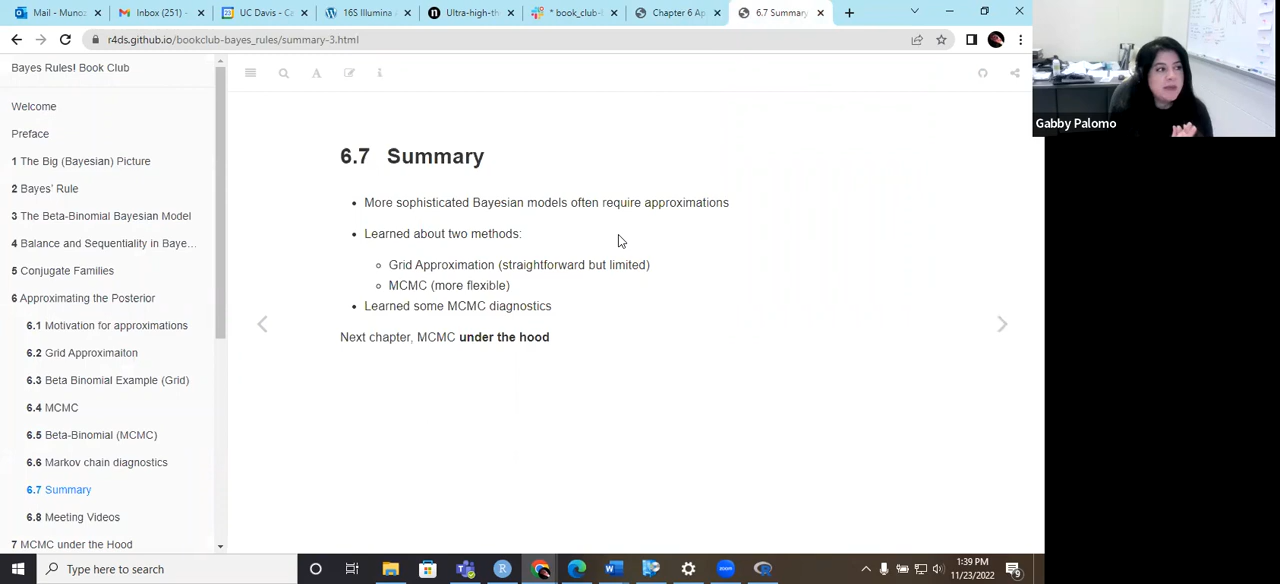 Mail - Munoz
Inbox (251) -
UC Davis - Ca
16S Illumina A
Ultra-high-th
* book_club-l
Chapter 6 Ap
6.7 Summary
r4ds.github.io/bookclub-bayes_rules/summary-3.html
Bayes Rules! Book Club
Welcome
Preface
1 The Big (Bayesian) Picture
2 Bayes' Rule
3 The Beta-Binomial Bayesian Model
4 Balance and Sequentiality in Baye...
5 Conjugate Families
6 Approximating the Posterior
6.1 Motivation for approximations
6.2 Grid Approximaiton
6.3 Beta Binomial Example (Grid)
6.4 MCMC
6.5 Beta-Binomial (MCMC)
6.6 Markov chain diagnostics
6.7 Summary
6.8 Meeting Videos
7 MCMC under the Hood
6.7 Summary
• More sophisticated Bayesian models often require approximations
• Learned about two methods:
◦ Grid Approximation (straightforward but limited)
◦ MCMC (more flexible)
• Learned some MCMC diagnostics
Next chapter, MCMC under the hood
Gabby Palomo
Type here to search
1:39 PM
11/23/2022
9